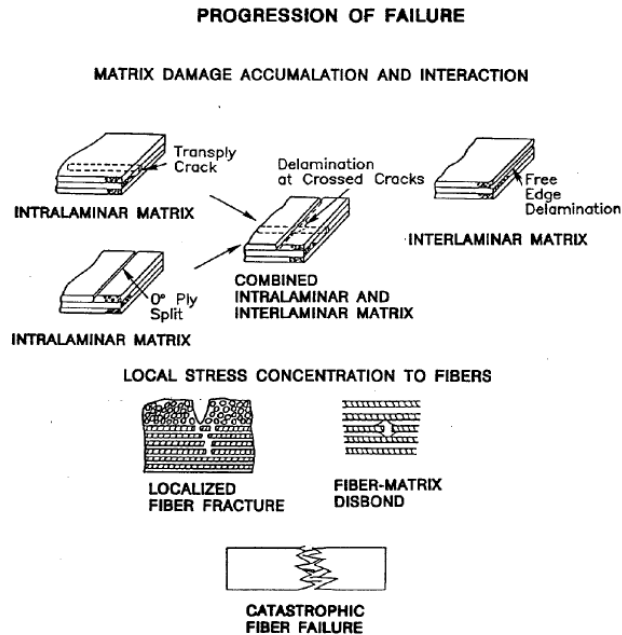 PROGRESSION OF FAILURE
MATRIX DAMAGE ACCUMALATION AND INTERACTION
Transply
Crack
INTRALAMINAR MATRIX
Delamination
at Crossed Cracks
Free
Edge
Delamination
INTERLAMINAR MATRIX
0° Ply
Split
INTRALAMINAR MATRIX
COMBINED
INTRALAMINAR AND
INTERLAMINAR MATRIX
LOCAL STRESS CONCENTRATION TO FIBERS
LOCALIZED
FIBER FRACTURE
FIBER-MATRIX
DISBOND
CATASTROPHIC
FIBER FAILURE